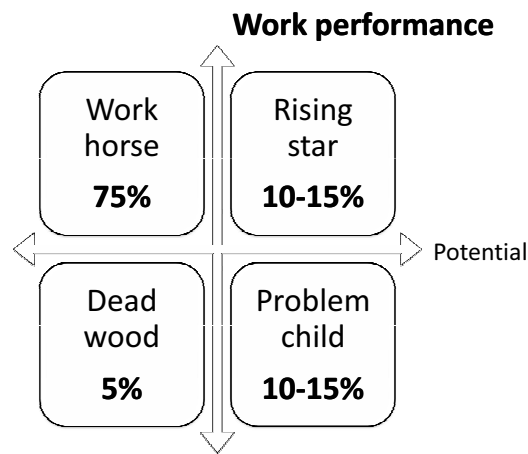 Work performance
Work
horse
75%
Rising
star
10-15%
Potential
Dead
wood
5%
Problem
child
10-15%